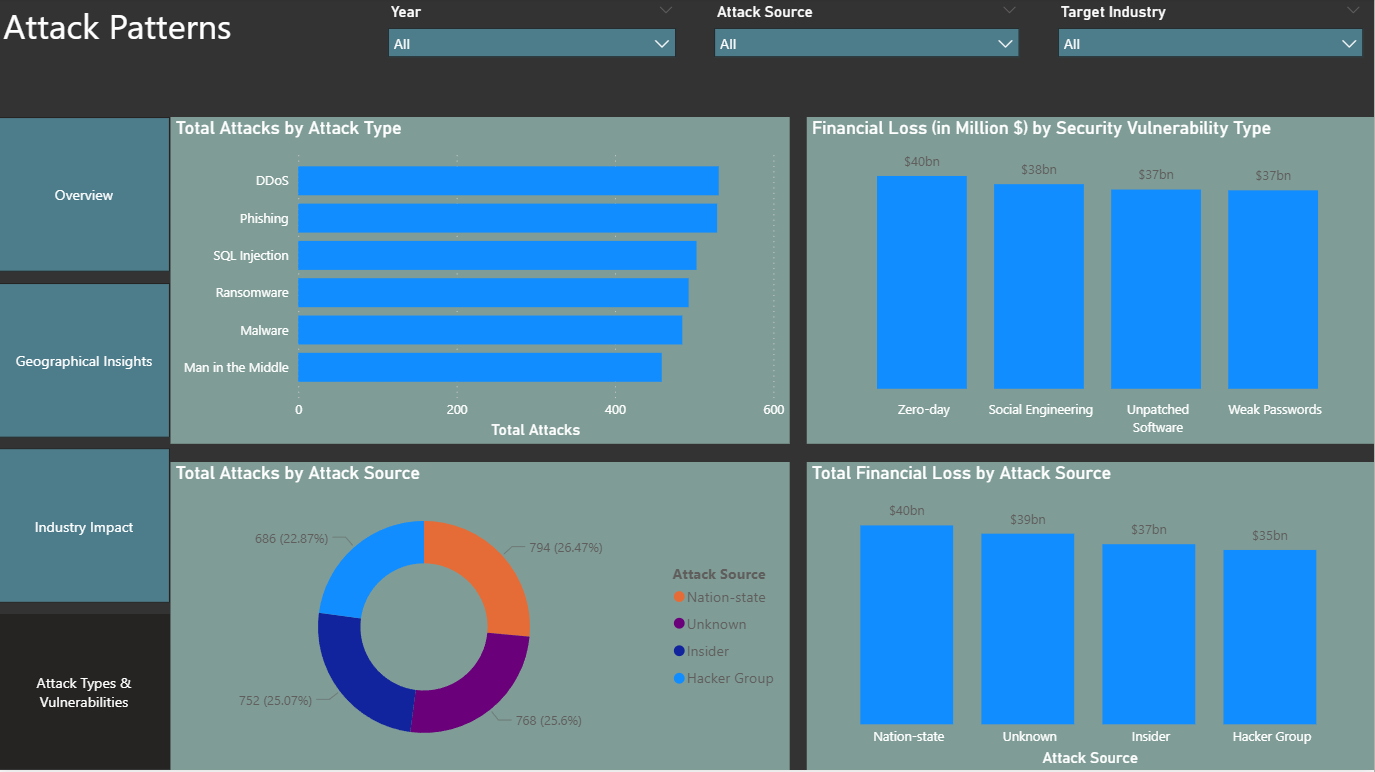 Attack Patterns
Year
All
Attack Source
All
Target Industry
All
Overview
Geographical Insights
Industry Impact
Attack Types &
Vulnerabilities
Total Attacks by Attack Type
DDoS
Phishing
SQL Injection
Ransomware
Malware
Man in the Middle
0 200 400 600
Total Attacks
Financial Loss (in Million $) by Security Vulnerability Type
$40bn $38bn $37bn $37bn
Zero-day Social Engineering Unpatched Weak Passwords
Software
Total Attacks by Attack Source
686 (22.87%)
794 (26.47%)
752 (25.07%)
768 (25.6%)
Attack Source
Nation-state
Unknown
Insider
Hacker Group
Total Financial Loss by Attack Source
$40bn $39bn $37bn $35bn
Nation-state Unknown Insider Hacker Group
Attack Source